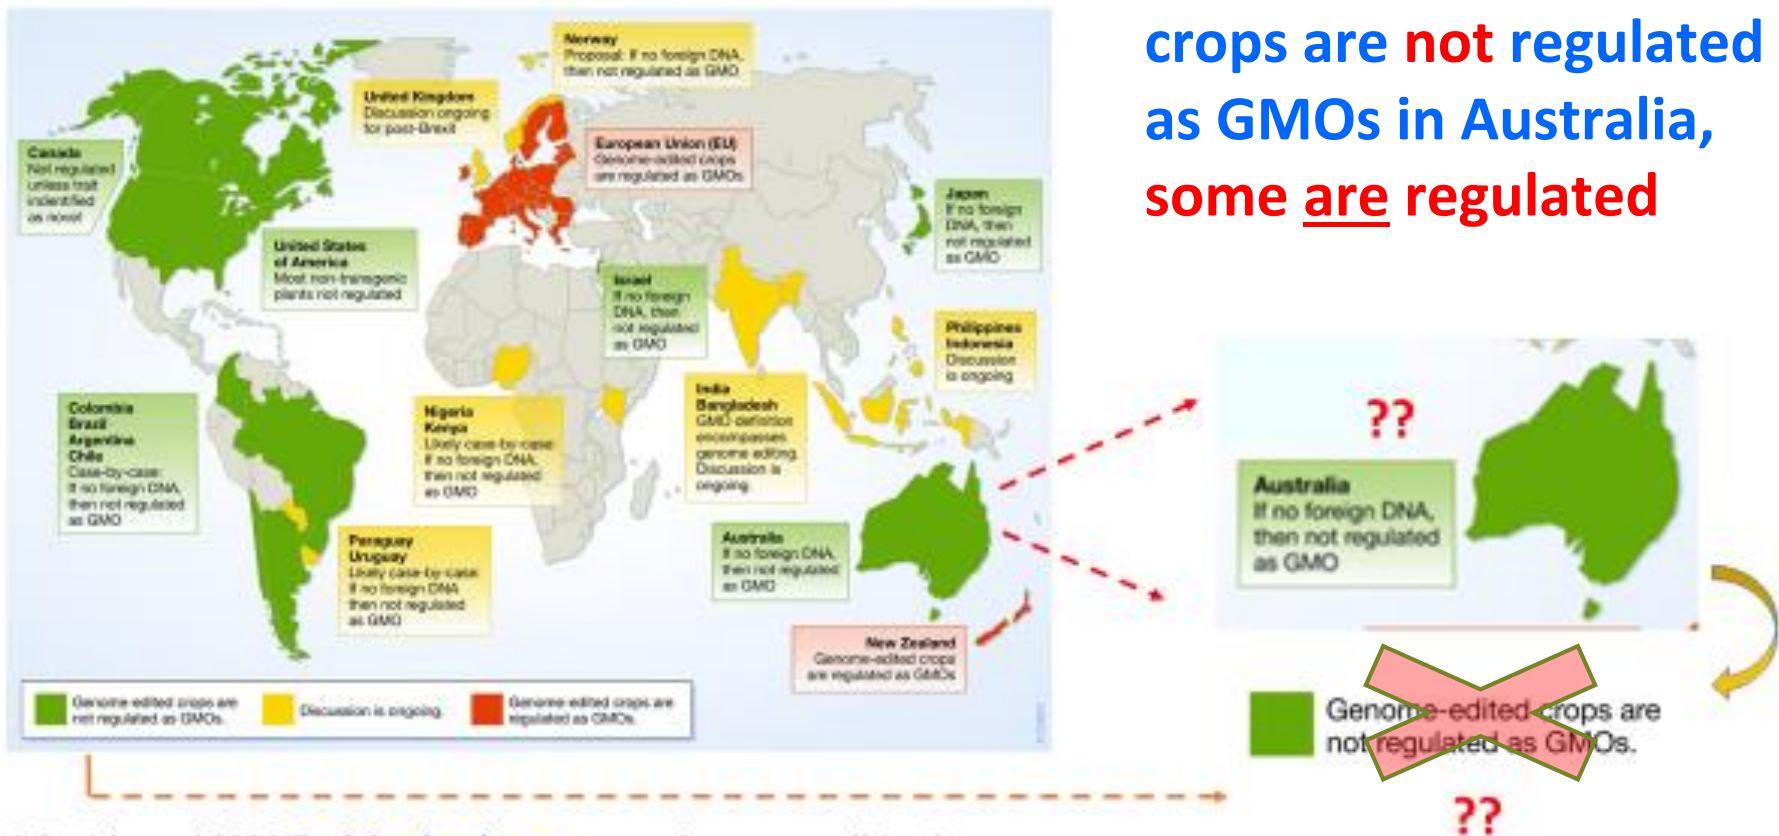 crops are not regulated
as GMOs in Australia,
some are regulated
Norway
Proposal: If no foreign DNA,
then not regulated as GMO
United Kingdom
Discussion ongoing
for post-Brexit
European Union (EU)
Genome-edited crops
are regulated as GMOs
Canada
Not regulated
unless trait
indentified
as novel
United States
of America
Most non-transgenic
plants not regulated
Israel
If no foreign
DNA, then
not regulated
as GMO
Japan
If no foreign
DNA, then
not regulated
as GMO
Philippines
Indonesia
Discussion
is ongoing
Colombia
Brazil
Argentina
Chile
Case-by-case:
If no foreign DNA,
then not regulated
as GMO
Nigeria
Kenya
Likely case-by-case:
If no foreign DNA,
then not regulated
as GMO
India
Bangladesh
GMO definition
encompasses
genome editing.
Discussion is
ongoing
Paraguay
Uruguay
Likely case-by-case:
If no foreign DNA
then not regulated
as GMO
Australia
If no foreign DNA,
then not regulated
as GMO
New Zealand
Genome-edited crops
are regulated as GMOs
Genome-edited crops are
not regulated as GMOs.
Discussion is ongoing.
Genome-edited crops are
regulated as GMOs.
??
Australia
If no foreign DNA,
then not regulated
as GMO
Genome-edited crops are
not regulated as GMOs.
??